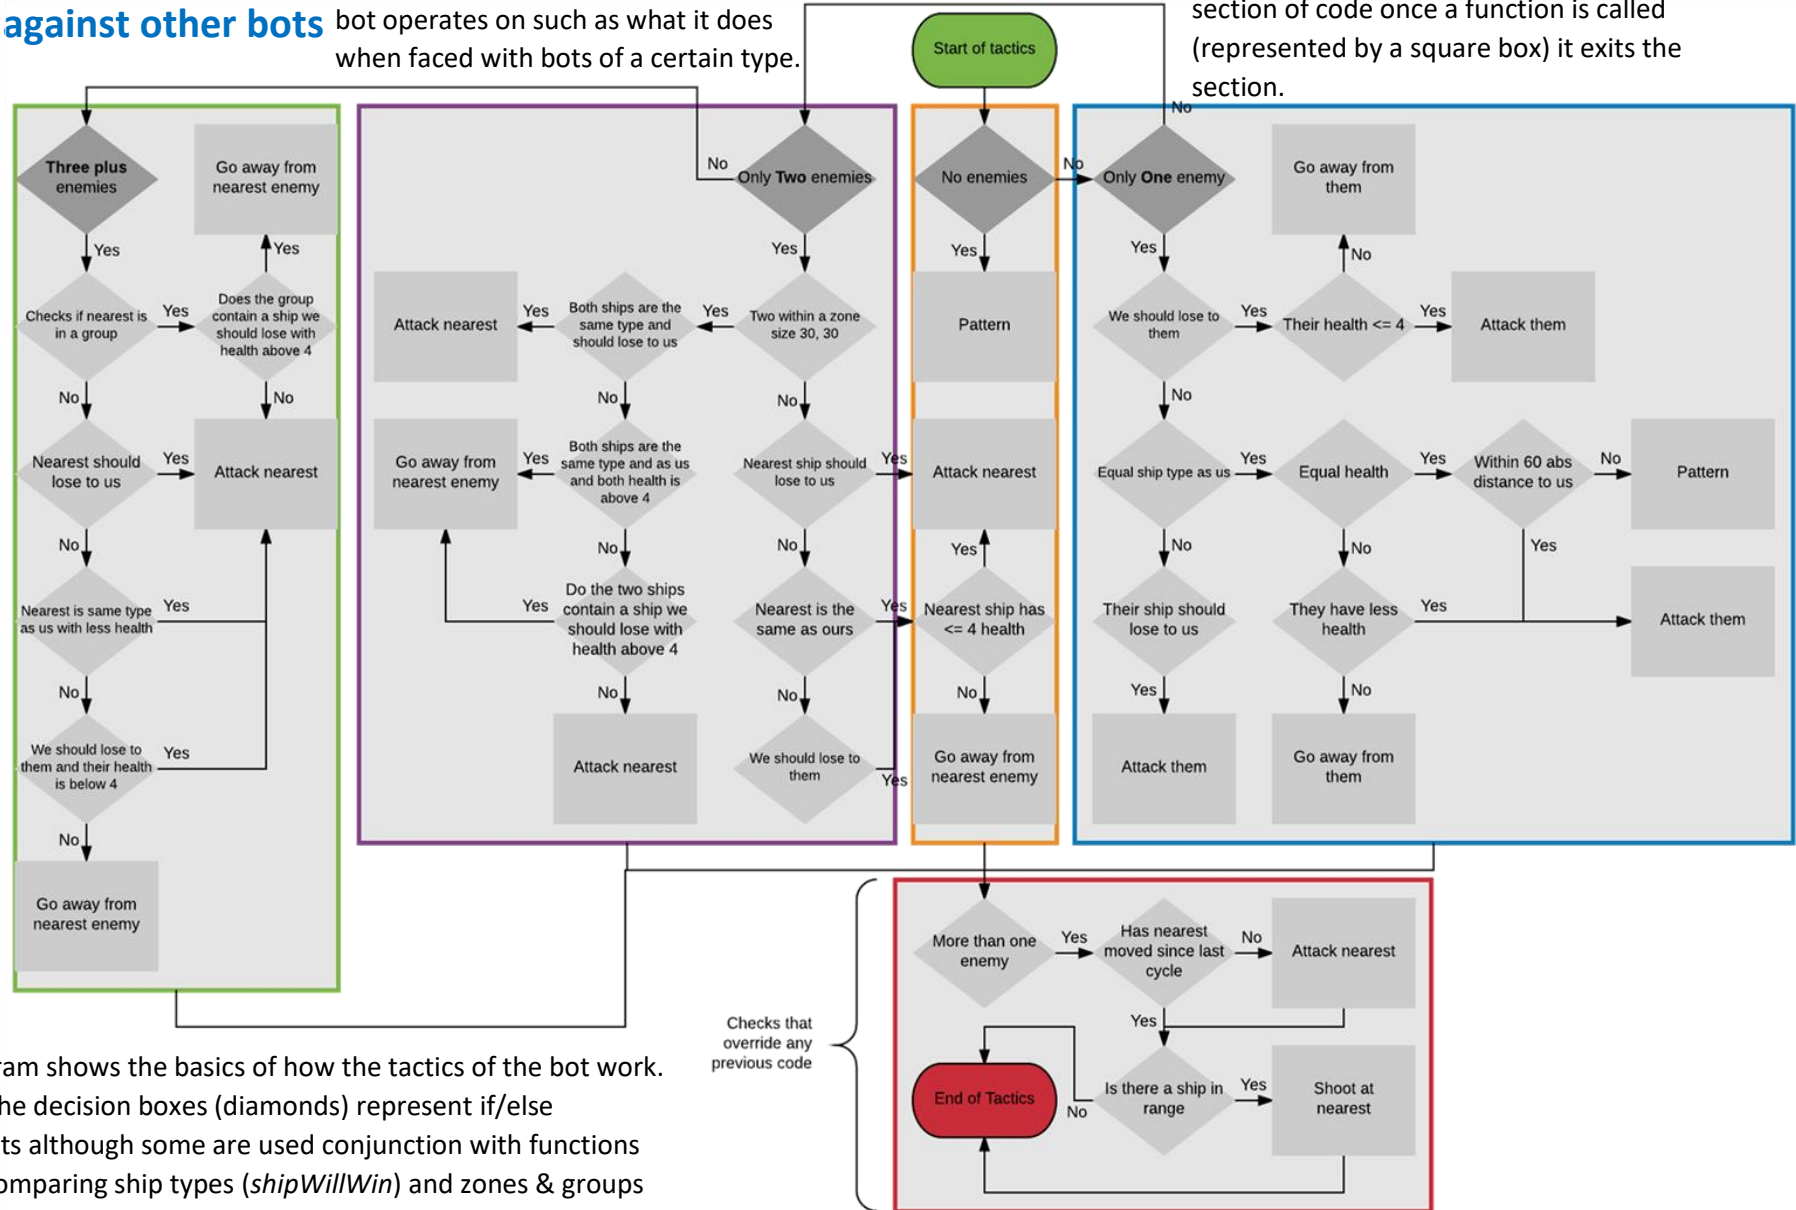 against other bots
bot operates on such as what it does
when faced with bots of a certain type.
section of code once a function is called
(represented by a square box) it exits the
section.
Start of tactics
Three plus
enemies
Yes
Go away from
nearest enemy
Yes
Checks if nearest is
in a group
Yes
Does the group
contain a ship we
should lose with
health above 4
No
No
Nearest should
lose to us
Yes
Attack nearest
No
Nearest is same type
as us with less health
Yes
No
We should lose to
them and their health
is below 4
Yes
No
Go away from
nearest enemy
No
Only Two enemies
Yes
Two within a zone
size 30, 30
Yes
Both ships are the
same type and
should lose to us
Yes
Attack nearest
No
No
Both ships are the
same type and as us
and both health is
above 4
Yes
Go away from
nearest enemy
No
Do the two ships
contain a ship we
should lose with
health above 4
Yes
No
Attack nearest
Nearest ship should
lose to us
Yes
No
Nearest is the
same as ours
Yes
No
We should lose to
them
Yes
No enemies
No
Yes
Pattern
Attack nearest
Yes
Nearest ship has
<= 4 health
No
Go away from
nearest enemy
No
Only One enemy
Yes
We should lose to
them
Yes
Their health <= 4
No
Go away from
them
Yes
Attack them
No
Equal ship type as us
Yes
Equal health
Yes
Within 60 abs
distance to us
No
Pattern
Yes
No
They have less
health
Yes
Attack them
No
Go away from
them
No
Their ship should
lose to us
Yes
Attack them
Checks that
override any
previous code
More than one
enemy
Yes
Has nearest
moved since last
cycle
No
Attack nearest
Yes
Is there a ship in
range
Yes
Shoot at
nearest
No
End of Tactics
ram shows the basics of how the tactics of the bot work.
he decision boxes (diamonds) represent if/else
ts although some are used conjunction with functions
omparing ship types (shipWillWin) and zones & groups